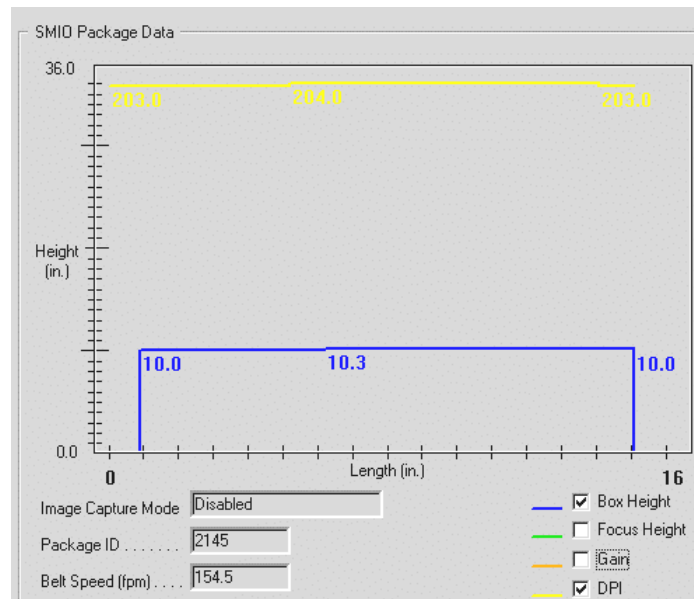 SMIO Package Data
36.0
203.0 204.0 203.0
Height
(in.)
10.0 10.3 10.0
0.0
0 Length (in.) 16
Image Capture Mode Disabled
Package ID . . . . . . . 2145
Belt Speed (fpm) . . . . 154.5
Box Height
Focus Height
Gain
DPI